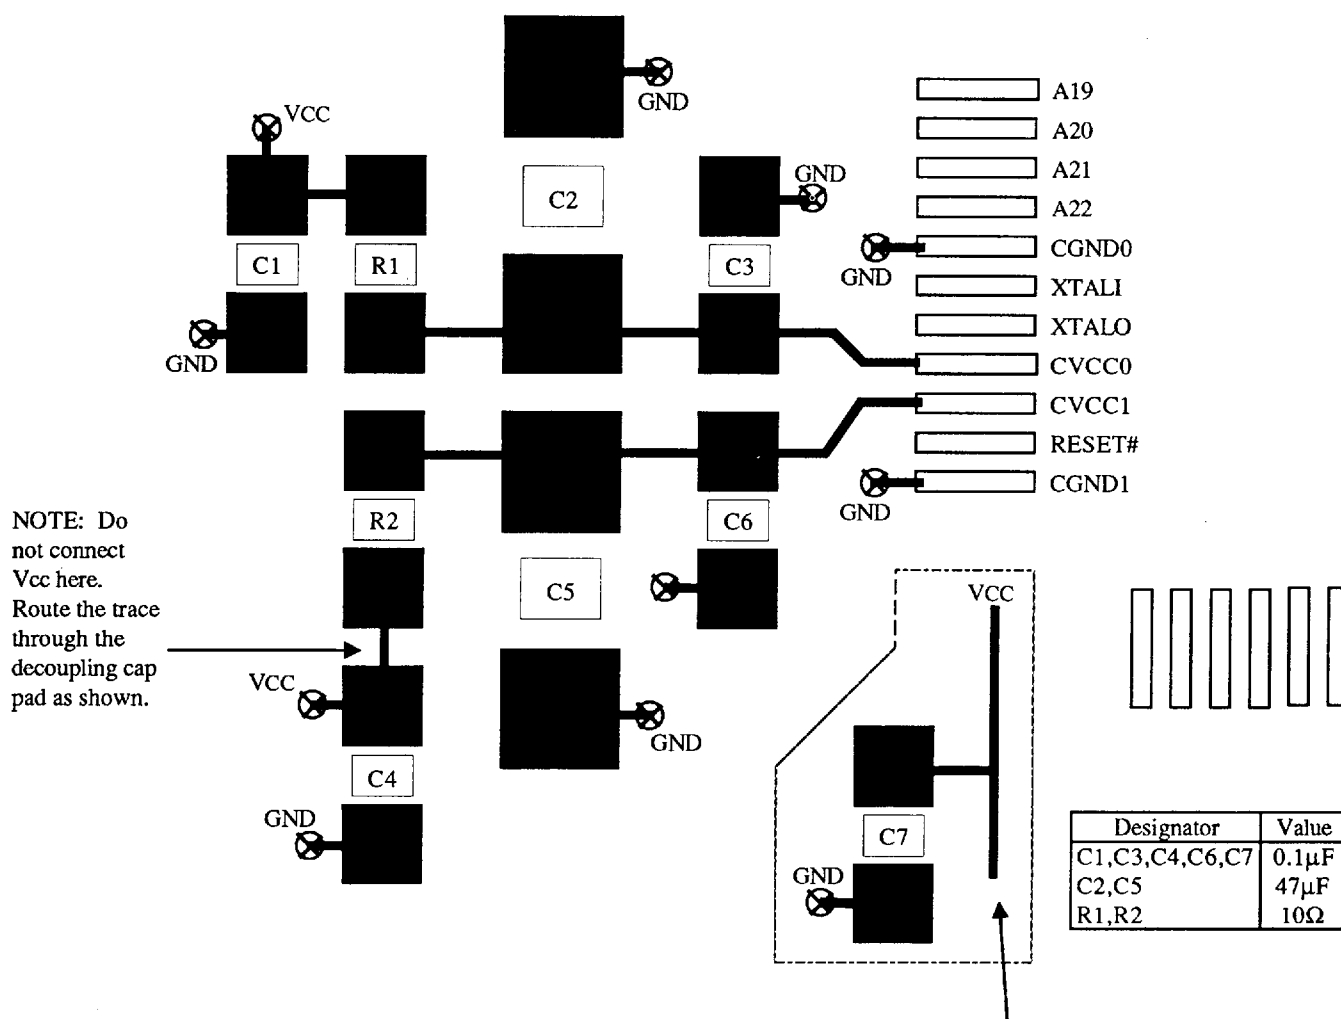 GND
VCC
C2
GND
C1
R1
C3
GND
A19
A20
A21
A22
CGND0
GND
XTALI
XTALO
CVCC0
CVCC1
RESET#
CGND1
GND
NOTE: Do
not connect
Vcc here.
Route the trace
through the
decoupling cap
pad as shown.
R2
C6
C5
VCC
VCC
GND
C4
GND
C7
GND
Designator Value
C1,C3,C4,C6,C7 0.1µF
C2,C5 47µF
R1,R2 10Ω